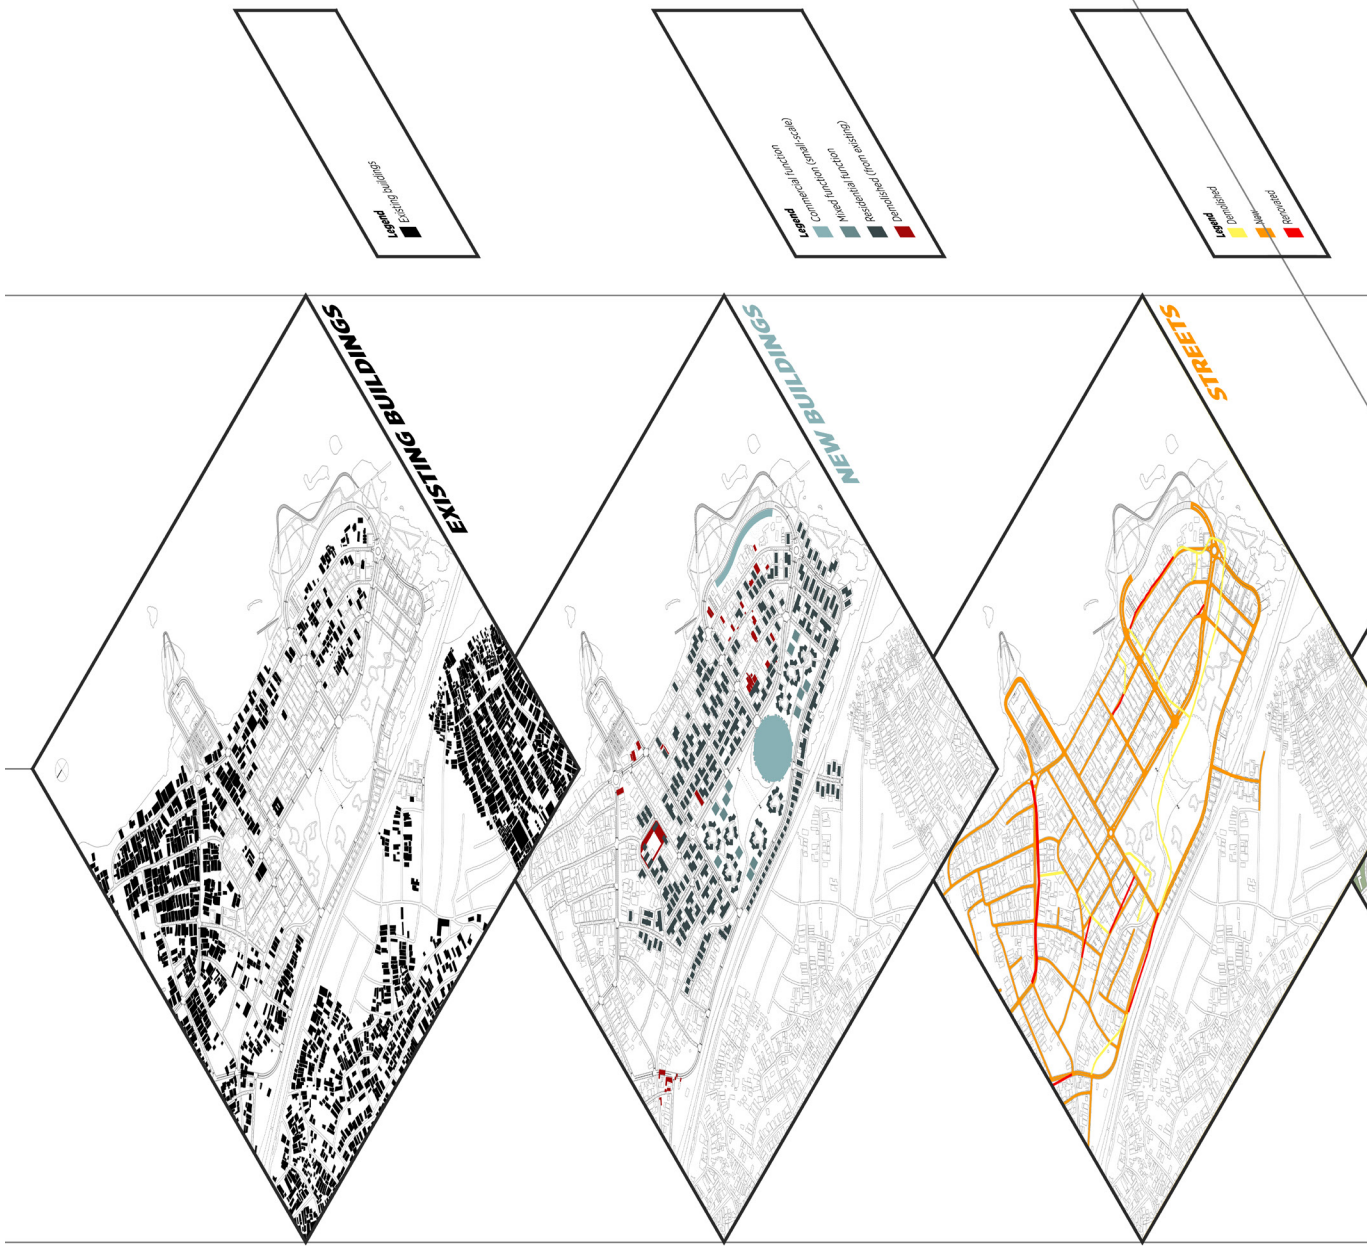 Legend
Existing buildings
EXISTING BUILDINGS
Legend
Commercial function
Mixed function (small-scale)
Residential function
Demolished (from existing)
NEW BUILDINGS
Legend
Demolished
New
Renovated
STREETS